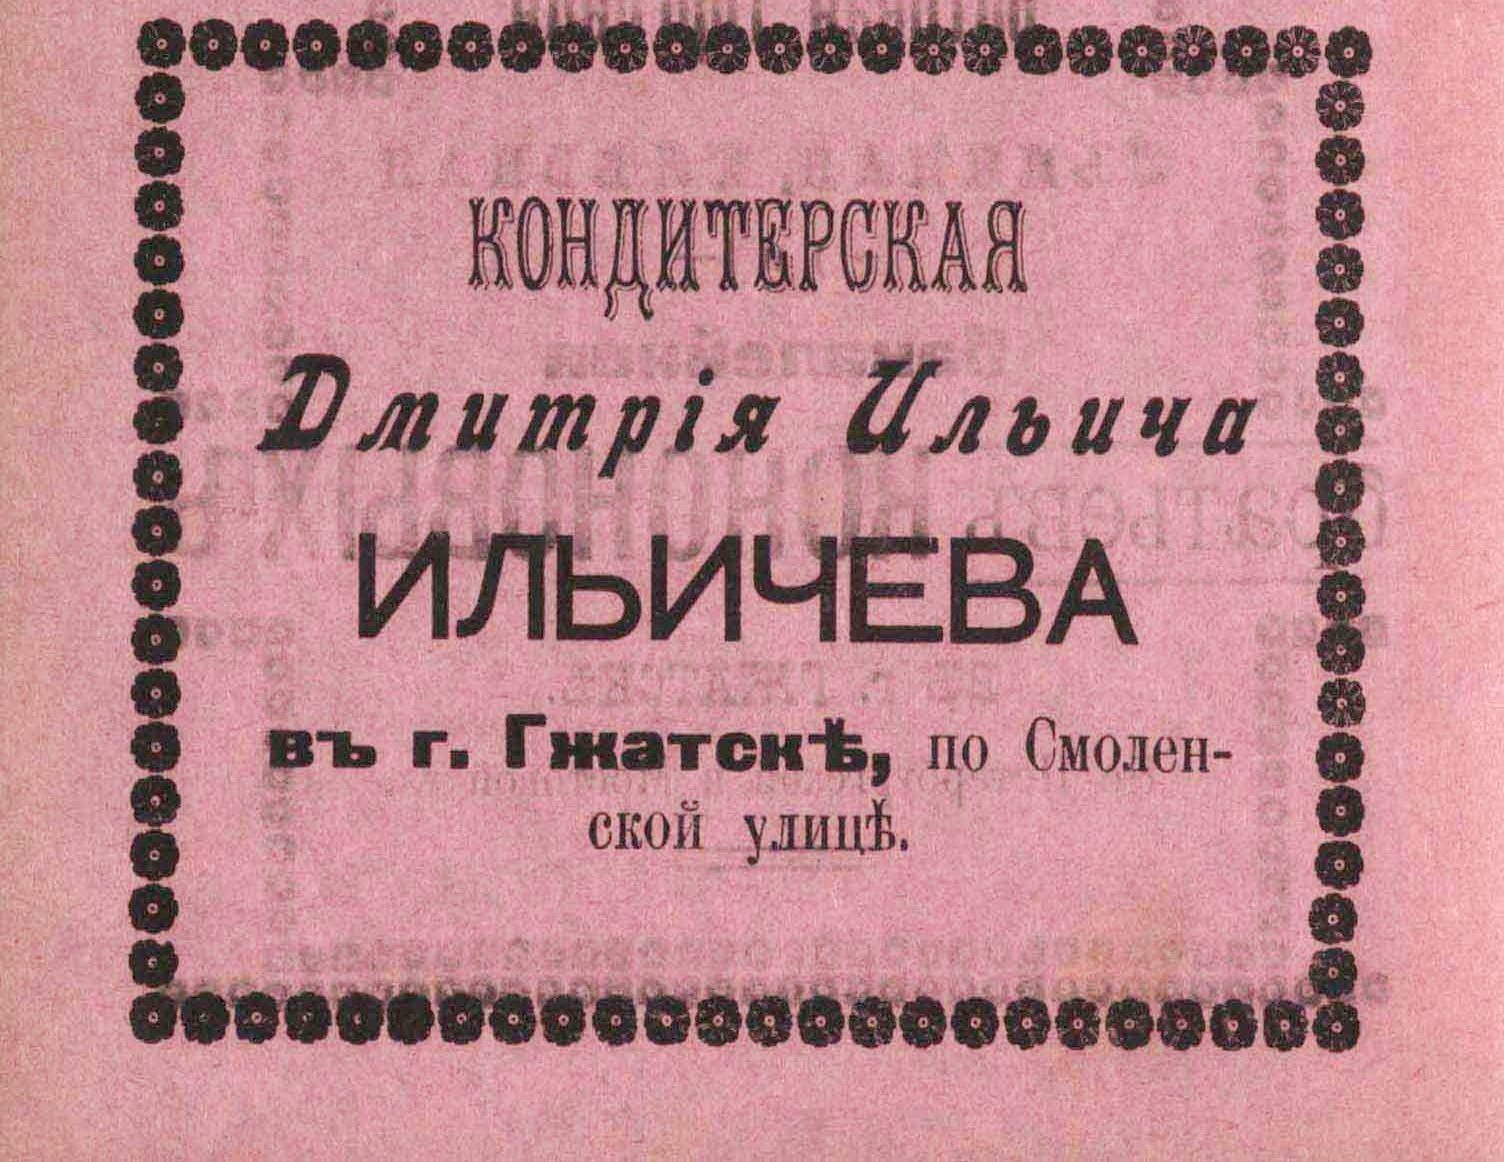 КОНДИТЕРСКАЯ
Дмитрія Ильича
ИЛЬИЧЕВА
въ г. Гжатскѣ, по Смолен-
ской улицѣ.